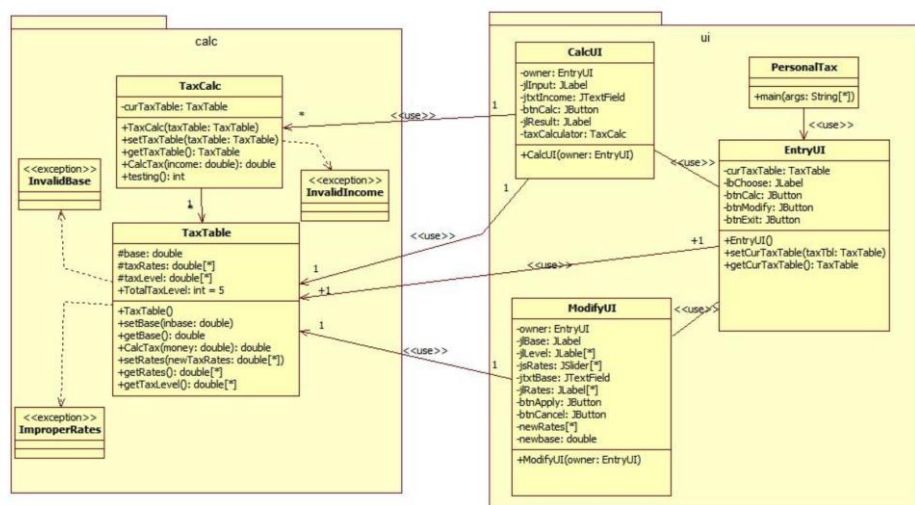 calc
TaxCalc
-curTaxTable: TaxTable
+TaxCalc(taxTable: TaxTable)
+setTaxTable(taxTable: TaxTable)
+getTaxTable(): TaxTable
+CalcTax(income: double): double
+testing(): int
<<exception>>
InvalidBase
<<exception>>
InvalidIncome
TaxTable
#base: double
#taxRates: double[*]
#taxLevel: double[*]
+TotalTaxLevel: int = 5
+TaxTable()
+setBase(inbase: double)
+getBase(): double
+CalcTax(money: double): double
+setRates(newTaxRates: double[*])
+getRates(): double[*]
+getTaxLevel(): double[*]
<<exception>>
ImproperRates
*
<<use>>
1
1
1
<<use>>
1
+1
<<use>>
+1
1
<<use>>
1
ui
CalcUI
-owner: EntryUI
-jlInput: JLabel
-jtxtIncome: JTextField
-btnCalc: JButton
-jlResult: JLabel
-taxCalculator: TaxCalc
+CalcUI(owner: EntryUI)
PersonalTax
+main(args: String[*])
<<use>>
<<use>>
EntryUI
-curTaxTable: TaxTable
-lbChoose: JLabel
-btnCalc: JButton
-btnModify: JButton
-btnExit: JButton
+EntryUI()
+setCurTaxTable(taxTbl: TaxTable)
+getCurTaxTable(): TaxTable
<<use>>
ModifyUI
-owner: EntryUI
-jlBase: JLabel
-jlLevel: JLable[*]
-jsRates: JSlider[*]
-jtxtBase: JTextField
-jlRates: JLabel[*]
-btnApply: JButton
-btnCancel: JButton
-newRates[*]
-newbase: double
+ModifyUI(owner: EntryUI)